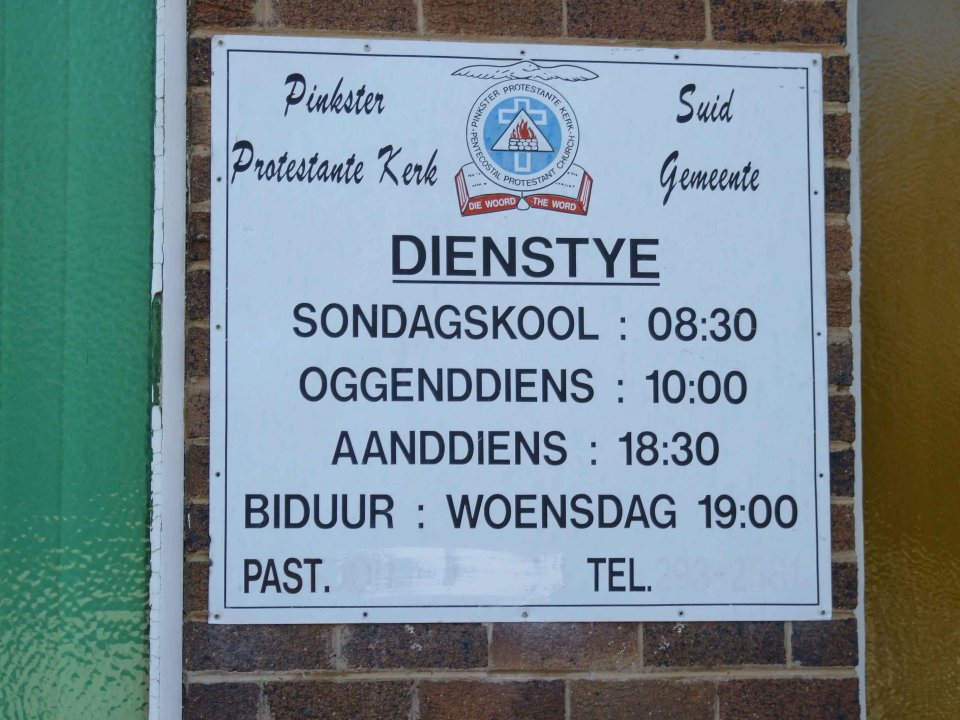 Pinkster
Protestante Kerk
PINKSTER PROTESTANTE KERK
PENTECOSTAL PROTESTANT CHURCH
DIE WOORD THE WORD
Suid
Gemeente
DIENSTYE
SONDAGSKOOL : 08:30
OGGENDDIENS : 10:00
AANDDIENS : 18:30
BIDUUR : WOENSDAG 19:00
PAST. TEL.